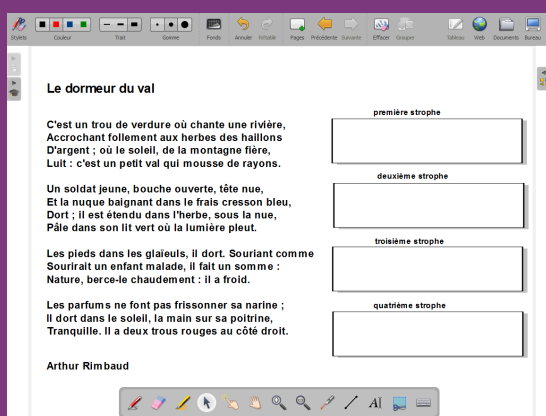 Stylets Couleur Trait Gomme Fonds Annuler Rétablir Pages Précédente Suivante Effacer Grouper Tableau Web Documents Bureau
Le dormeur du val
C'est un trou de verdure où chante une rivière,
Accrochant follement aux herbes des haillons
D'argent ; où le soleil, de la montagne fière,
Luit : c'est un petit val qui mousse de rayons.
Un soldat jeune, bouche ouverte, tête nue,
Et la nuque baignant dans le frais cresson bleu,
Dort ; il est étendu dans l'herbe, sous la nue,
Pâle dans son lit vert où la lumière pleut.
Les pieds dans les glaïeuls, il dort. Souriant comme
Sourirait un enfant malade, il fait un somme :
Nature, berce-le chaudement : il a froid.
Les parfums ne font pas frissonner sa narine ;
Il dort dans le soleil, la main sur sa poitrine,
Tranquille. Il a deux trous rouges au côté droit.
Arthur Rimbaud
première strophe
deuxième strophe
troisième strophe
quatrième strophe
AI